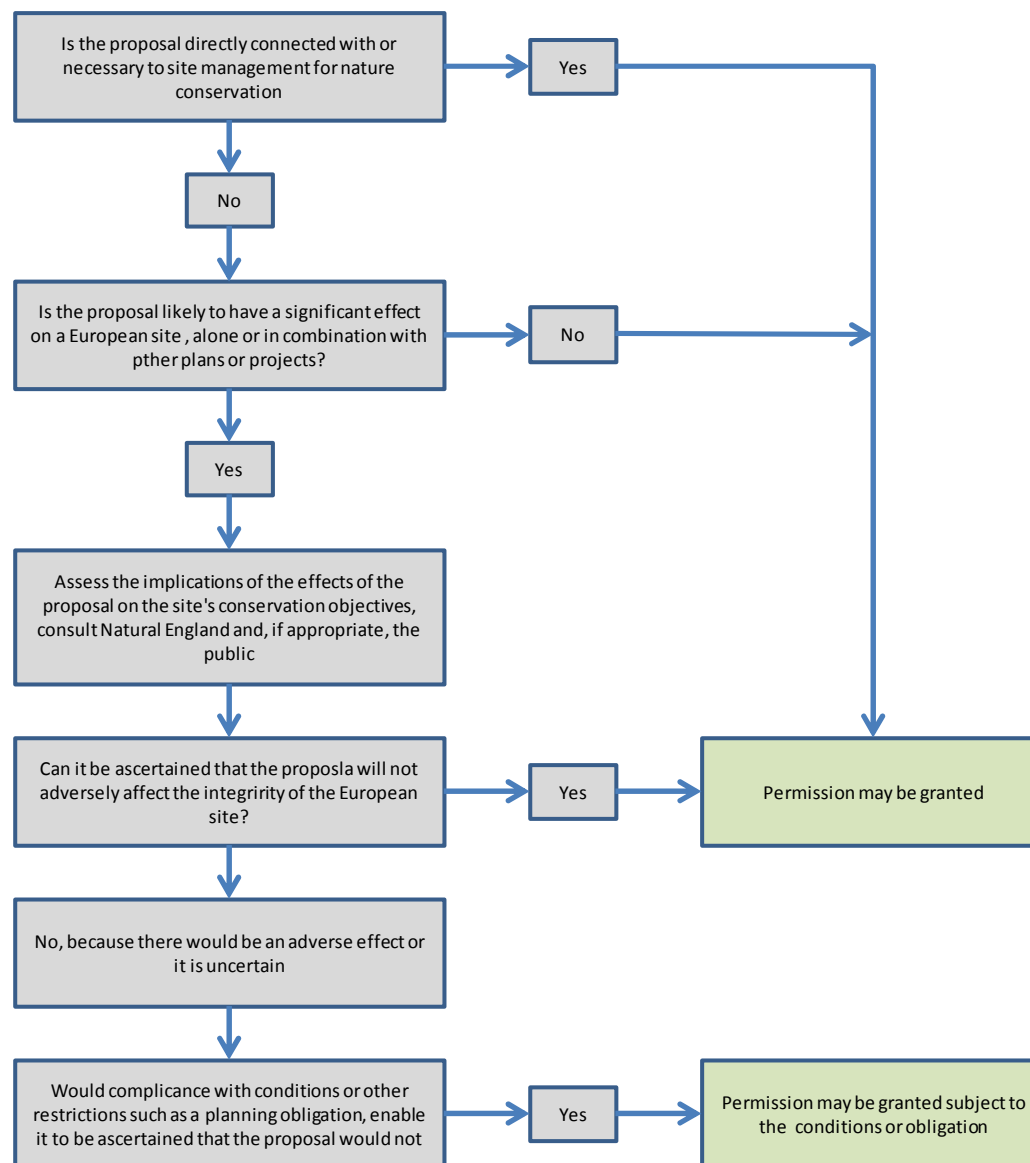 Is the proposal directly connected with or
necessary to site management for nature
conservation
Yes
No
Is the proposal likely to have a significant effect
on a European site , alone or in combination with
pther plans or projects?
No
Yes
Assess the implications of the effects of the
proposal on the site's conservation objectives,
consult Natural England and, if appropriate, the
public
Can it be ascertained that the proposla will not
adversely affect the integririty of the European
site?
Yes
Permission may be granted
No, because there would be an adverse effect or
it is uncertain
Would complicance with conditions or other
restrictions such as a planning obligation, enable
it to be ascertained that the proposal would not
Yes
Permission may be granted subject to
the conditions or obligation